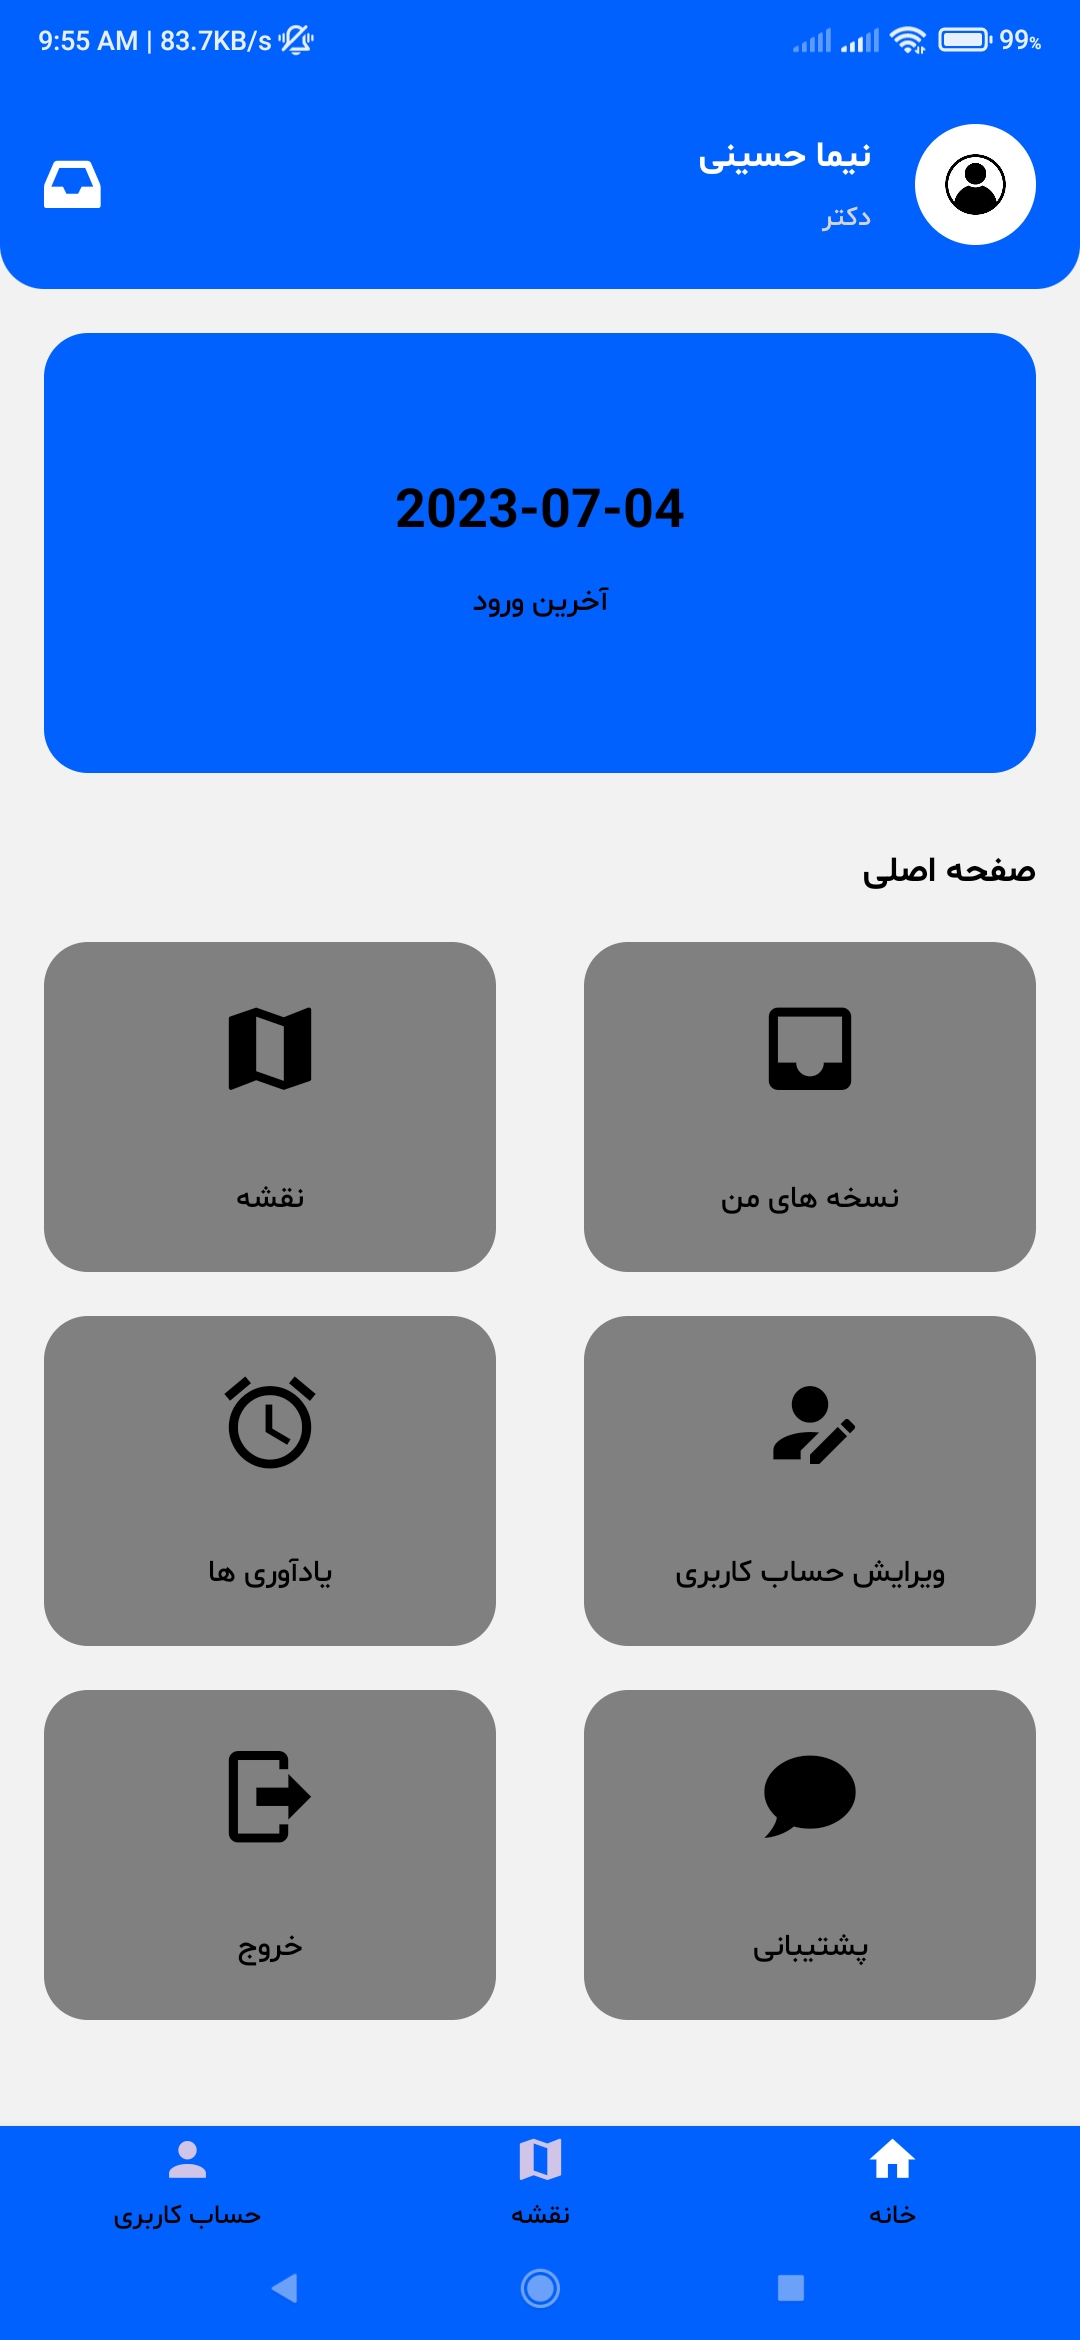 9:55 AM | 83.7KB/s 99%
نیما حسینی
دکتر
2023-07-04
آخرین ورود
صفحه اصلی
نسخه های من
نقشه
ویرایش حساب کاربری
یادآوری ها
پشتیبانی
خروج
خانه
نقشه
حساب کاربری